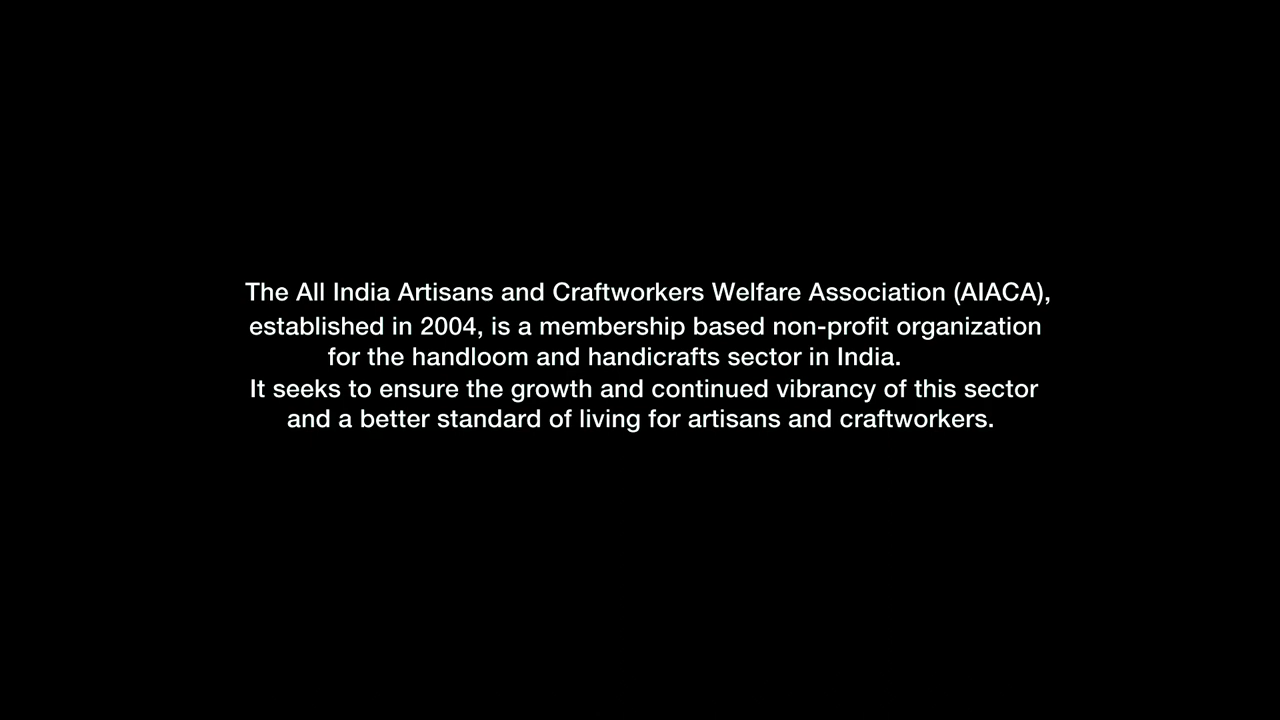 The All India Artisans and Craftworkers Welfare Association (AIACA),
established in 2004, is a membership based non-profit organization
for the handloom and handicrafts sector in India.
It seeks to ensure the growth and continued vibrancy of this sector
and a better standard of living for artisans and craftworkers.